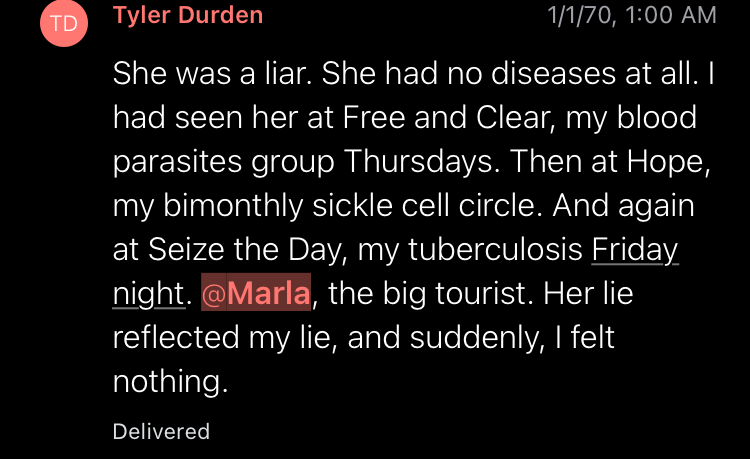 TD
Tyler Durden
1/1/70, 1:00 AM
She was a liar. She had no diseases at all. I
had seen her at Free and Clear, my blood
parasites group Thursdays. Then at Hope,
my bimonthly sickle cell circle. And again
at Seize the Day, my tuberculosis Friday
night. @Marla, the big tourist. Her lie
reflected my lie, and suddenly, I felt
nothing.
Delivered